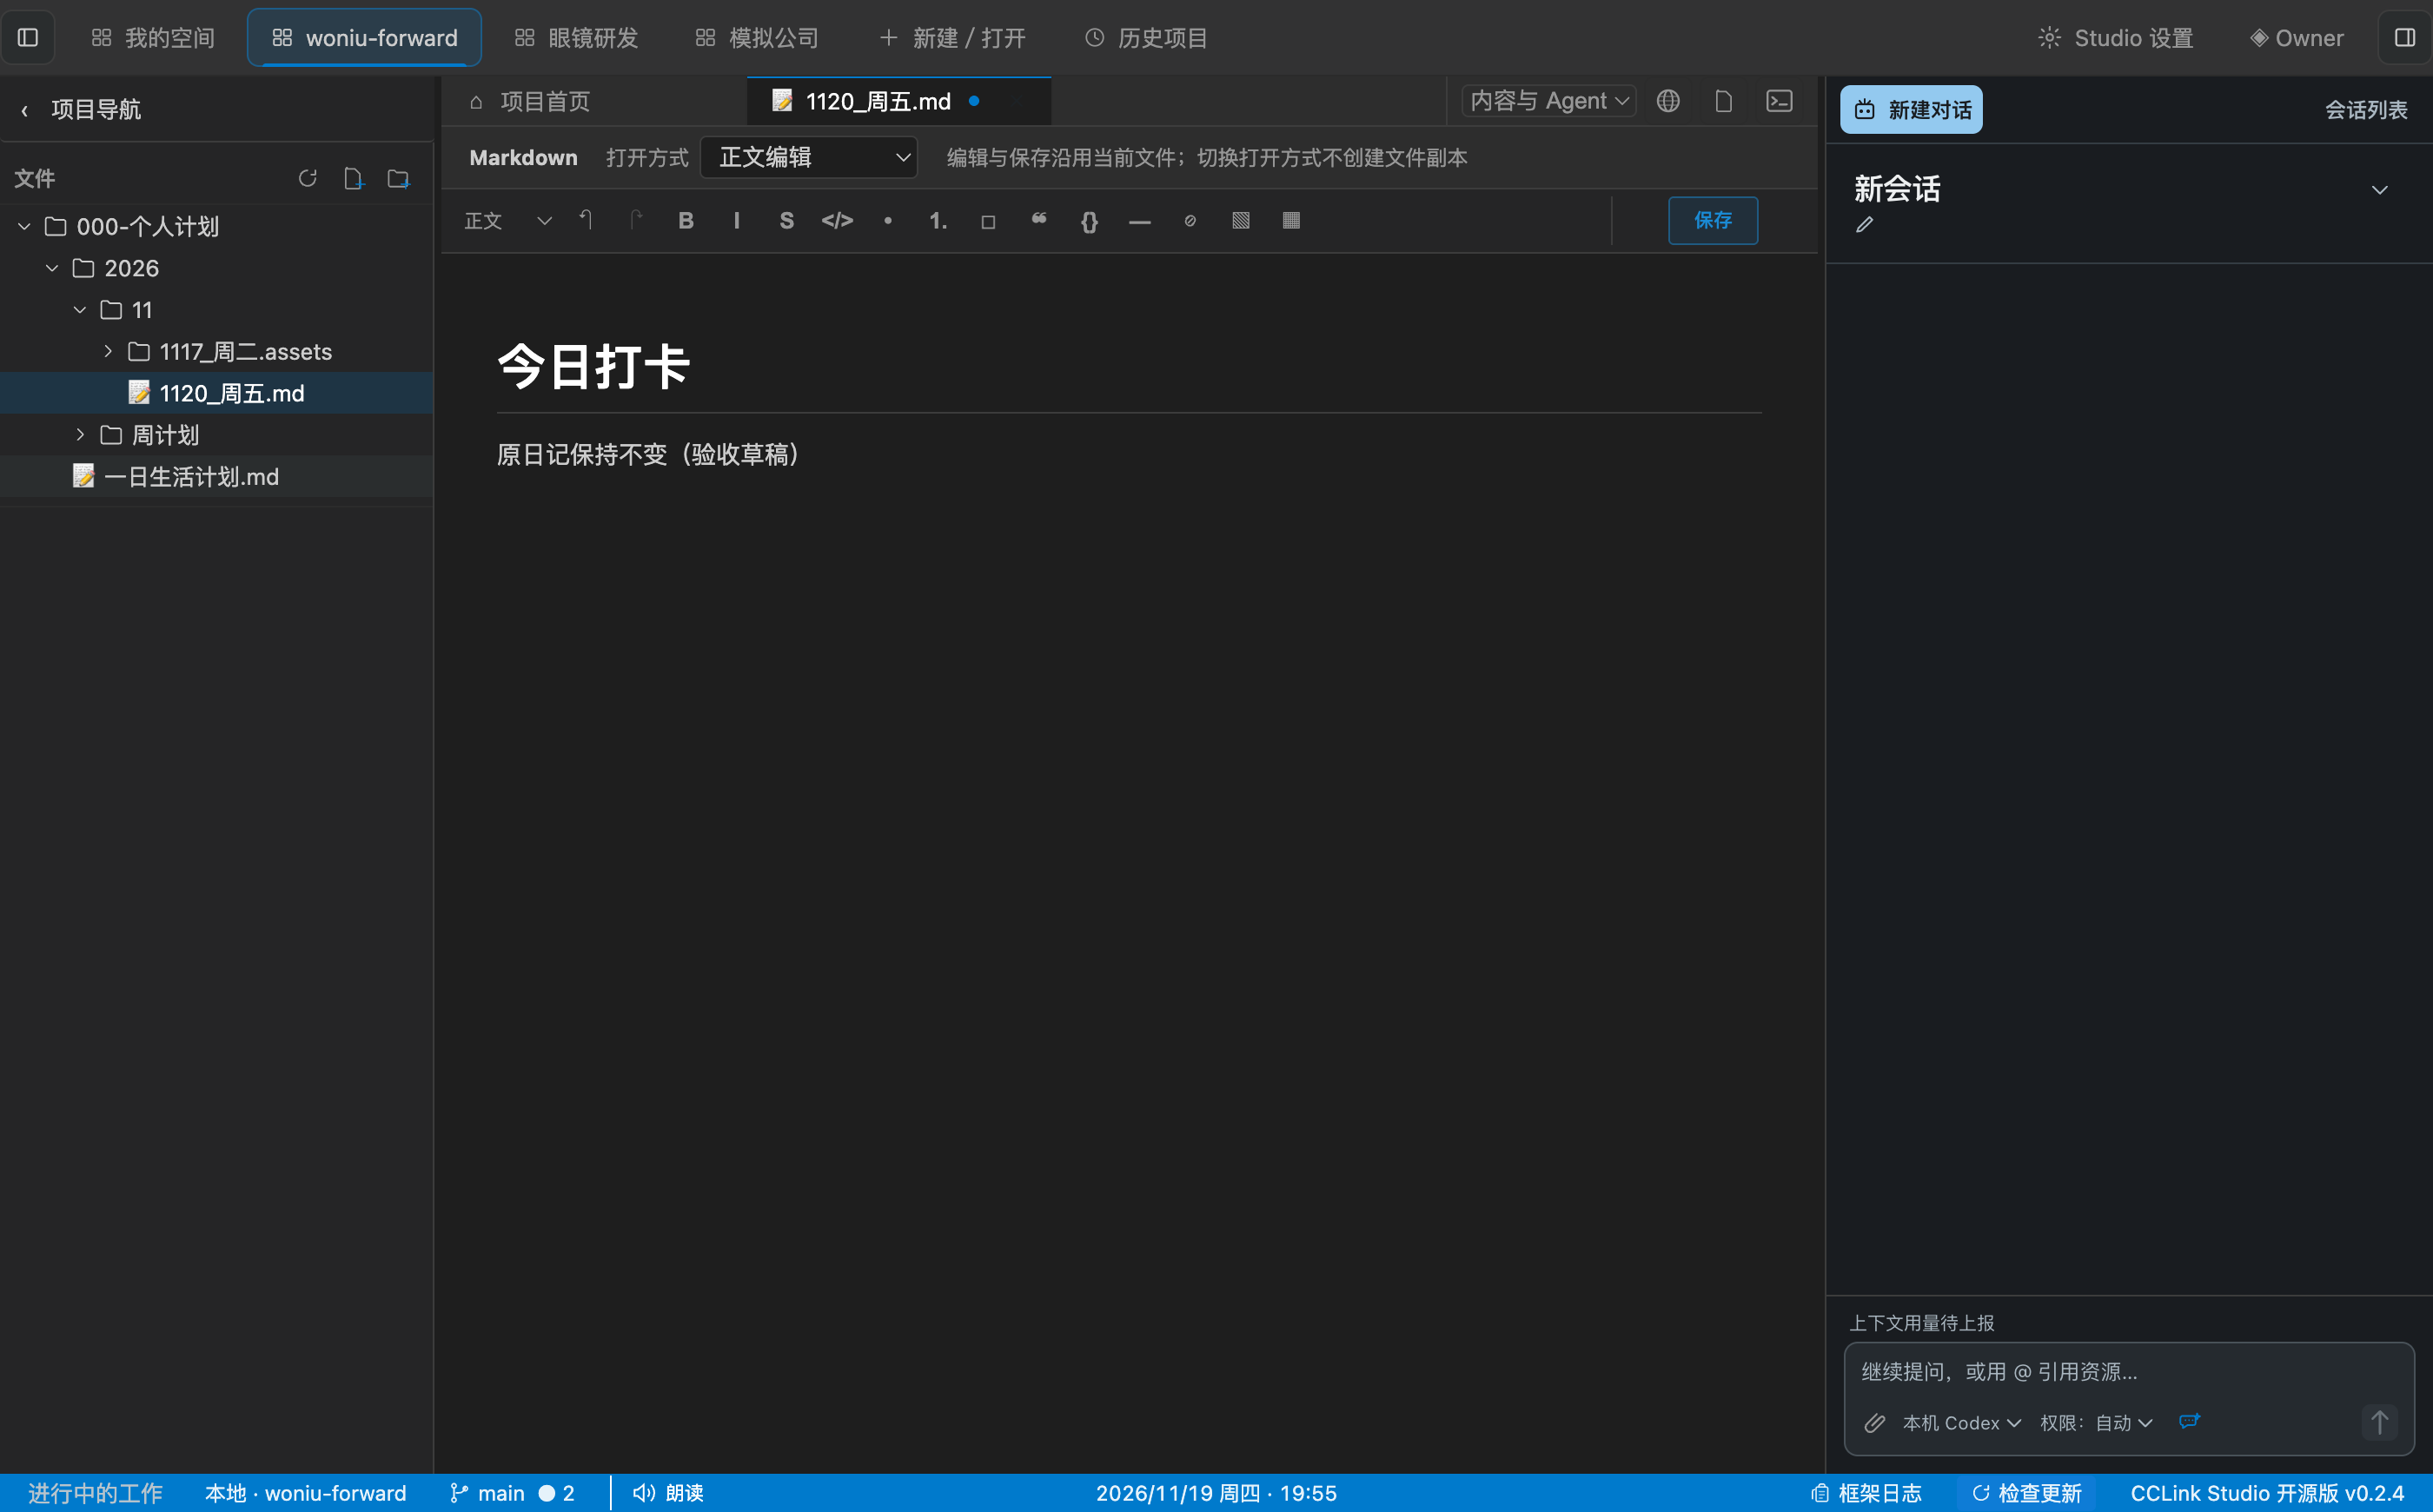 我的空间 woniu-forward 眼镜研发 模拟公司 + 新建 / 打开 历史项目 Studio 设置 Owner
项目导航
文件
000-个人计划
2026
11
1117_周二.assets
1120_周五.md
周计划
一日生活计划.md
项目首页 1120_周五.md 内容与 Agent
Markdown 打开方式 正文编辑 编辑与保存沿用当前文件；切换打开方式不创建文件副本
正文 B I S </> • 1. ❝ {} — 保存
今日打卡
原日记保持不变（验收草稿）
新建对话 会话列表
新会话
上下文用量待上报
继续提问，或用 @ 引用资源...
本机 Codex 权限：自动
进行中的工作 本地 · woniu-forward main 2 朗读 2026/11/19 周四 · 19:55 框架日志 检查更新 CCLink Studio 开源版 v0.2.4